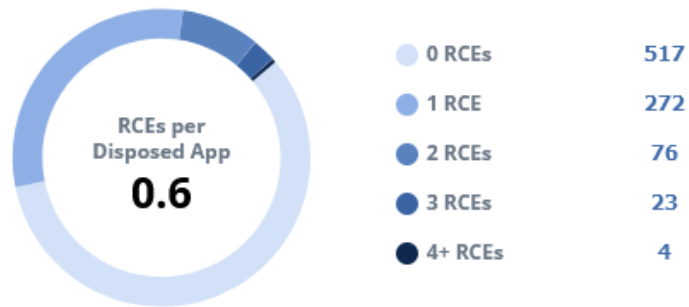 RCEs per
Disposed App
0.6
0 RCEs 517
1 RCE 272
2 RCEs 76
3 RCEs 23
4+ RCEs 4